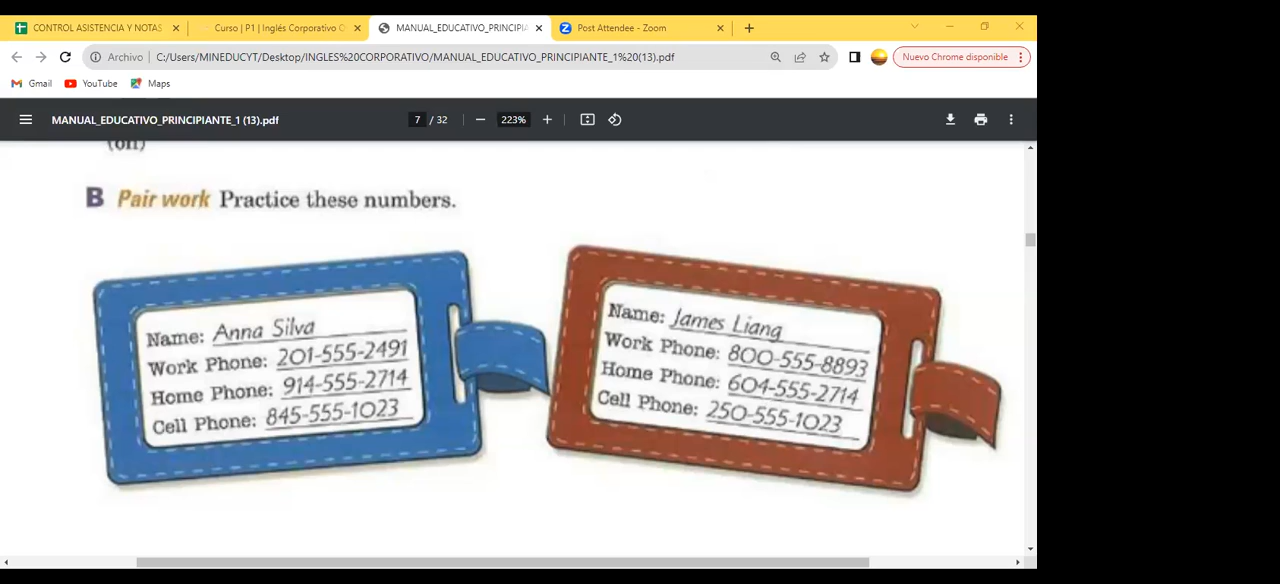 CONTROL ASISTENCIA Y NOTAS
Curso | P1 | Inglés Corporativo C
MANUAL_EDUCATIVO_PRINCIPIA
Post Attendee - Zoom
Archivo
C:/Users/MINEDUCYT/Desktop/INGLES%20CORPORATIVO/MANUAL_EDUCATIVO_PRINCIPIANTE_1%20(13).pdf
Nuevo Chrome disponible
Gmail
YouTube
Maps
MANUAL_EDUCATIVO_PRINCIPIANTE_1 (13).pdf
7 / 32
223%
(oh)
B Pair work Practice these numbers.
Name: Anna Silva
Work Phone: 201-555-2491
Home Phone: 914-555-2714
Cell Phone: 845-555-1023
Name: James Liang
Work Phone: 800-555-8893
Home Phone: 604-555-2714
Cell Phone: 250-555-1023